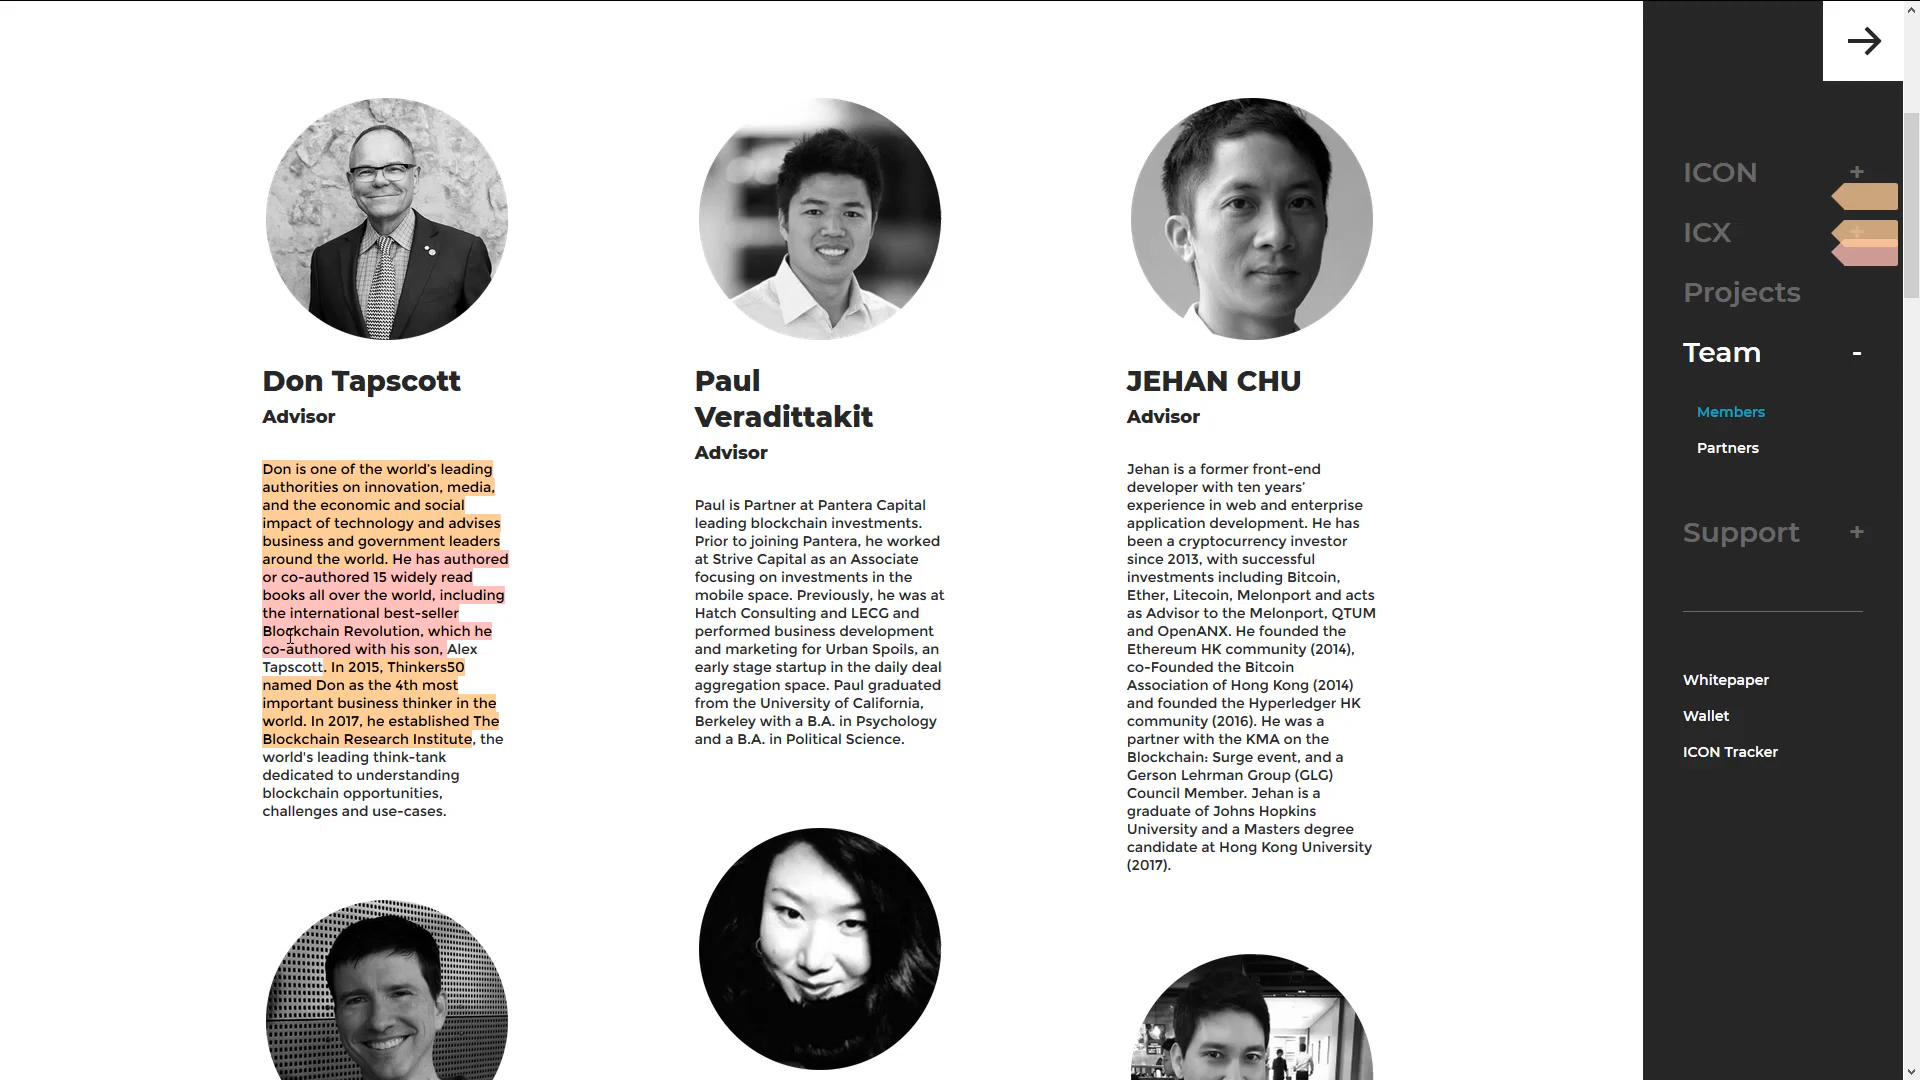 Don Tapscott
Advisor
Don is one of the world's leading
authorities on innovation, media,
and the economic and social
impact of technology and advises
business and government leaders
around the world. He has authored
or co-authored 15 widely read
books all over the world, including
the international best-seller
Blockchain Revolution, which he
co-authored with his son, Alex
Tapscott. In 2015, Thinkers50
named Don as the 4th most
important business thinker in the
world. In 2017, he established The
Blockchain Research Institute, the
world's leading think-tank
dedicated to understanding
blockchain opportunities,
challenges and use-cases.
Paul
Veradittakit
Advisor
Paul is Partner at Pantera Capital
leading blockchain investments.
Prior to joining Pantera, he worked
at Strive Capital as an Associate
focusing on investments in the
mobile space. Previously, he was at
Hatch Consulting and LECG and
performed business development
and marketing for Urban Spoils, an
early stage startup in the daily deal
aggregation space. Paul graduated
from the University of California,
Berkeley with a B.A. in Psychology
and a B.A. in Political Science.
JEHAN CHU
Advisor
Jehan is a former front-end
developer with ten years'
experience in web and enterprise
application development. He has
been a cryptocurrency investor
since 2013, with successful
investments including Bitcoin,
Ether, Litecoin, Melonport and acts
as Advisor to the Melonport, QTUM
and OpenANX. He founded the
Ethereum HK community (2014),
co-Founded the Bitcoin
Association of Hong Kong (2014)
and founded the Hyperledger HK
community (2016). He was a
partner with the KMA on the
Blockchain: Surge event, and a
Gerson Lehrman Group (GLG)
Council Member. Jehan is a
graduate of Johns Hopkins
University and a Masters degree
candidate at Hong Kong University
(2017).
ICON +
ICX +
Projects
Team -
Members
Partners
Support +
Whitepaper
Wallet
ICON Tracker